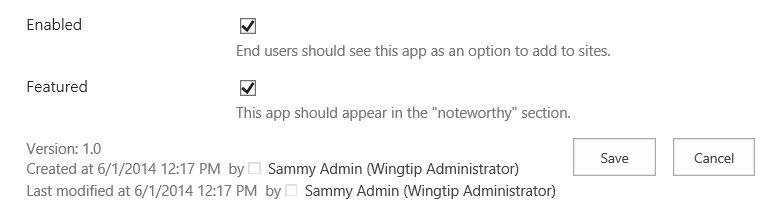 Enabled
End users should see this app as an option to add to sites.
Featured
This app should appear in the "noteworthy" section.
Version: 1.0
Created at 6/1/2014 12:17 PM by Sammy Admin (Wingtip Administrator)
Last modified at 6/1/2014 12:17 PM by Sammy Admin (Wingtip Administrator)
Save
Cancel